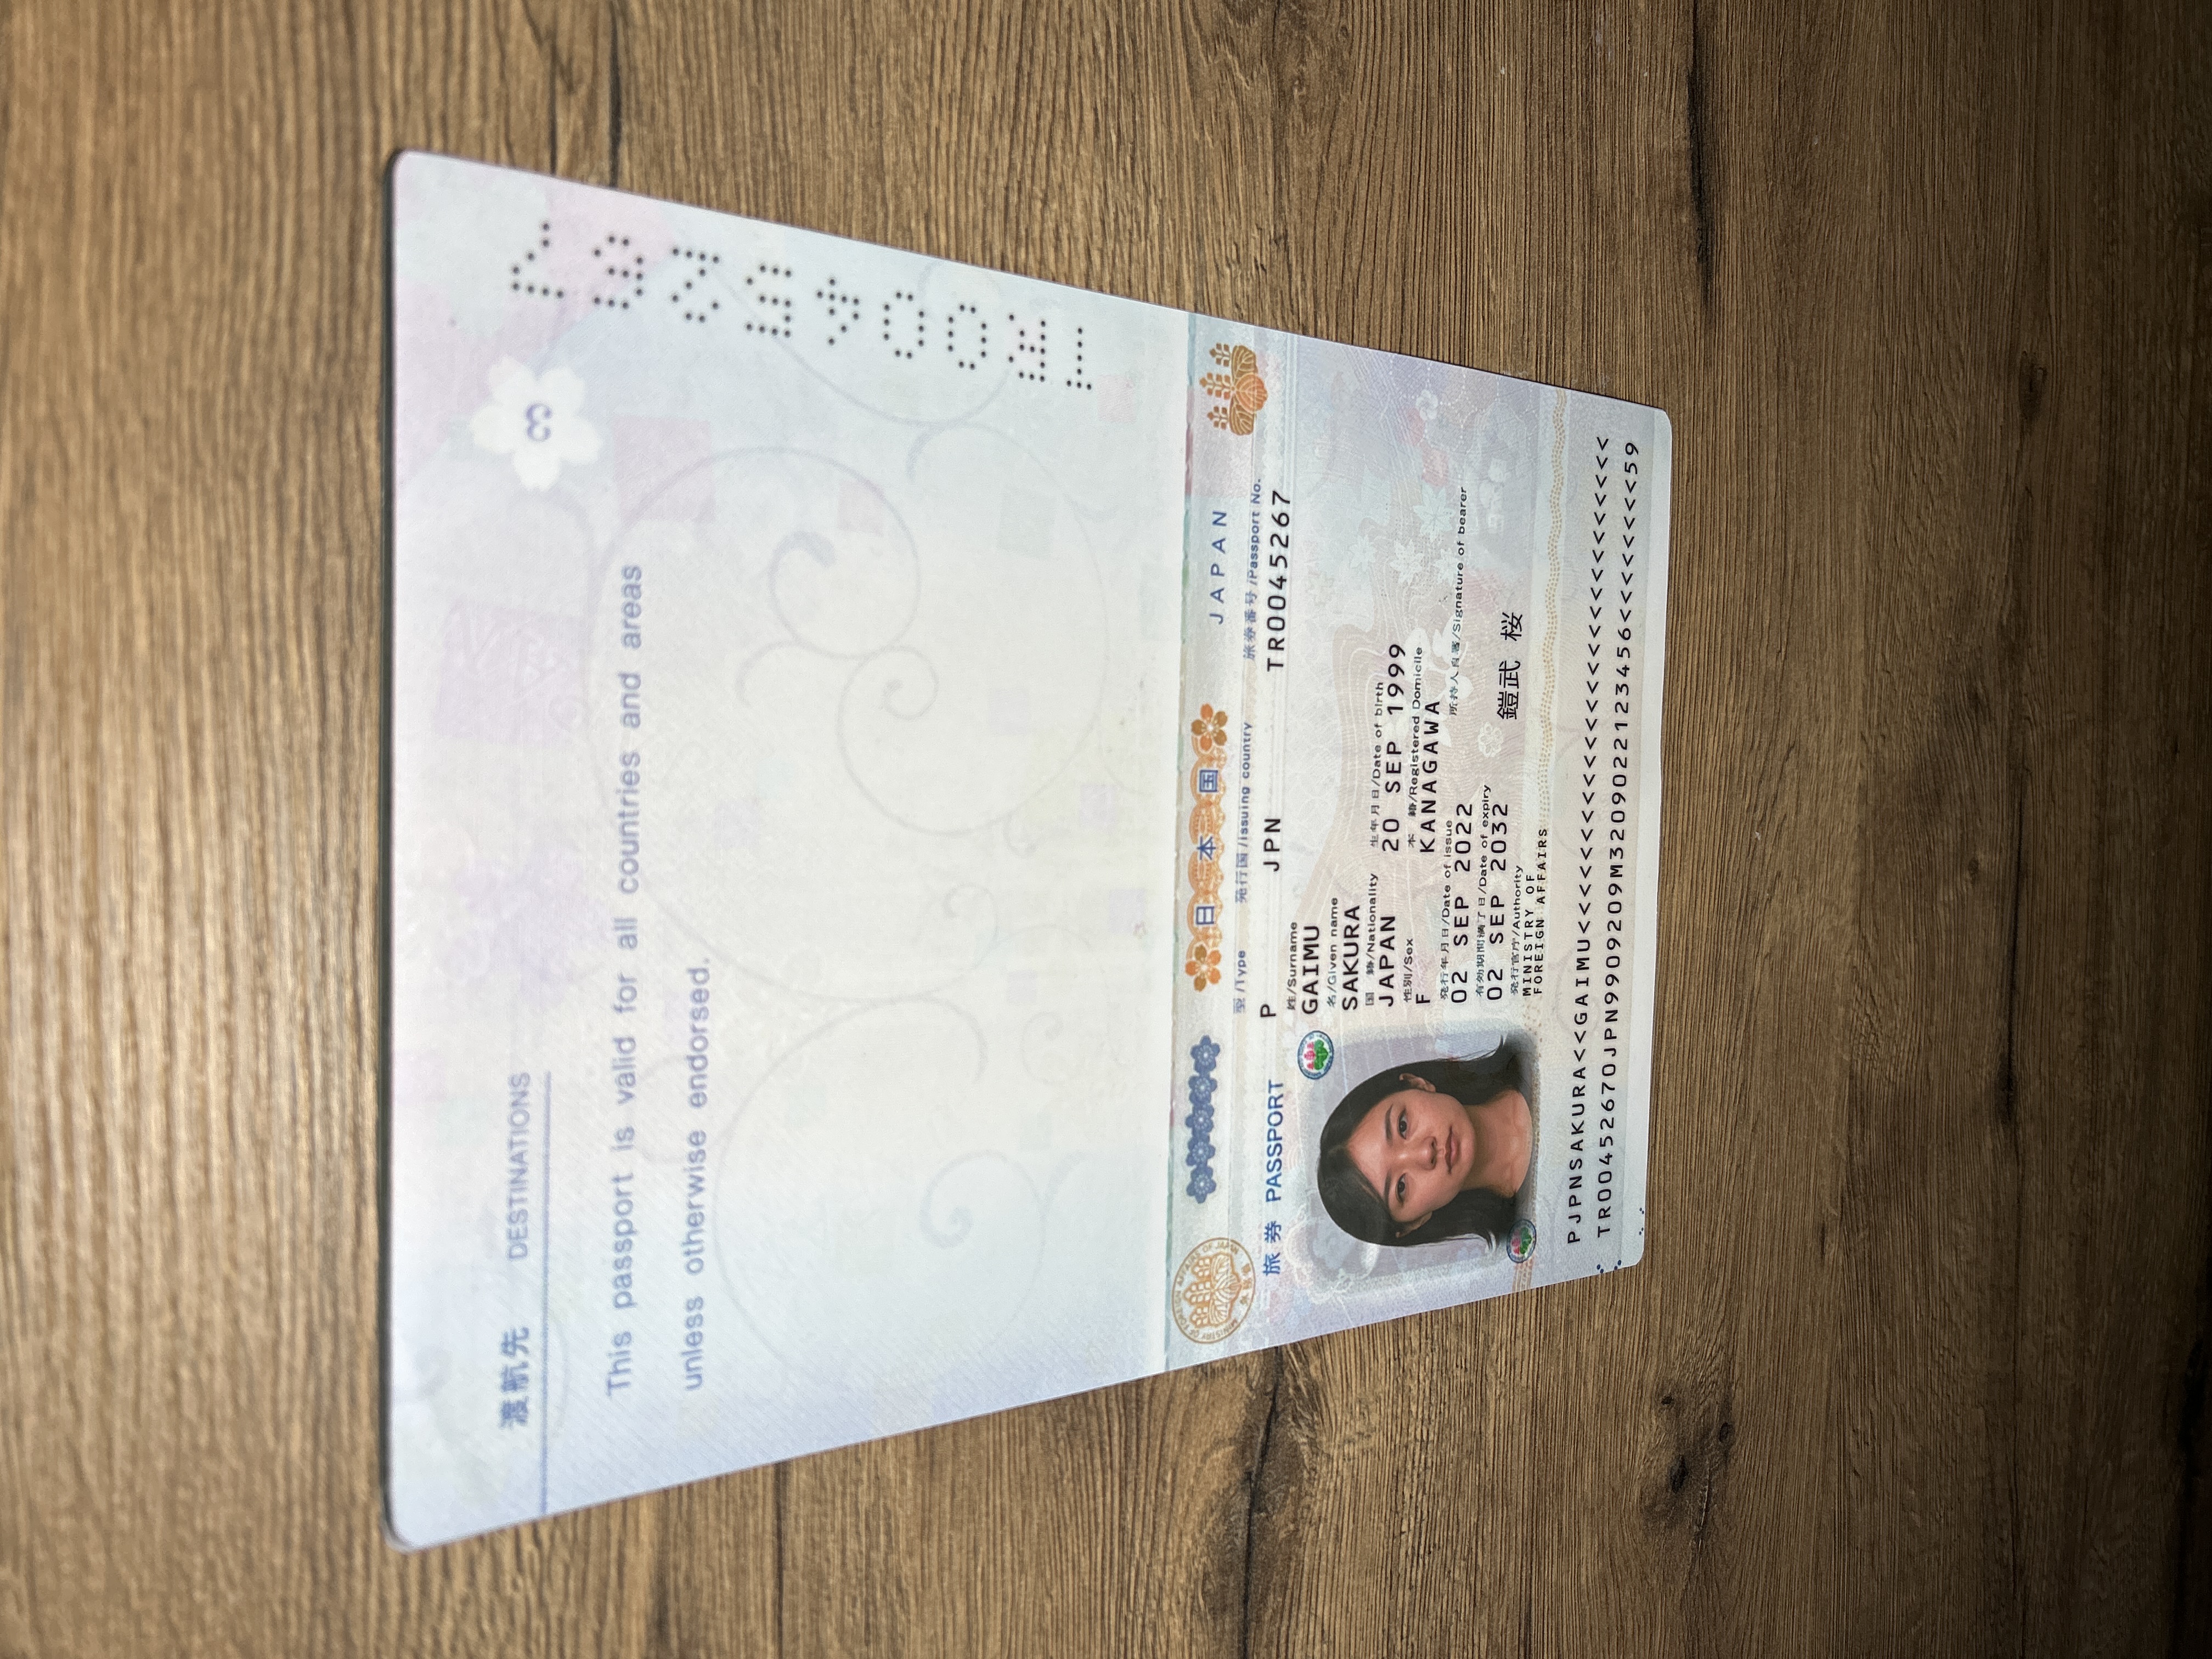 渡航先 DESTINATIONS
This passport is valid for all countries and areas
unless otherwise endorsed.
3
TR0045267
日本国 JAPAN
旅券 PASSPORT
型/Type 発行国/Issuing country 旅券番号/Passport No.
P JPN TR0045267
姓/Surname
GAIMU
名/Given name
SAKURA
国籍/Nationality 生年月日/Date of birth
JAPAN 20 SEP 1999
性別/Sex 本籍/Registered Domicile
F KANAGAWA
発行年月日/Date of issue 所持人自署/Signature of bearer
02 SEP 2022
有効期間満了日/Date of expiry
02 SEP 2032
鎧武 桜
発行官庁/Authority
MINISTRY OF
FOREIGN AFFAIRS
PJPNSAKURA<<GAIMU<<<<<<<<<<<<<<<<<<<<<<<<<<<
TR00452670JPN9909209M3209022123456<<<<<<<<59